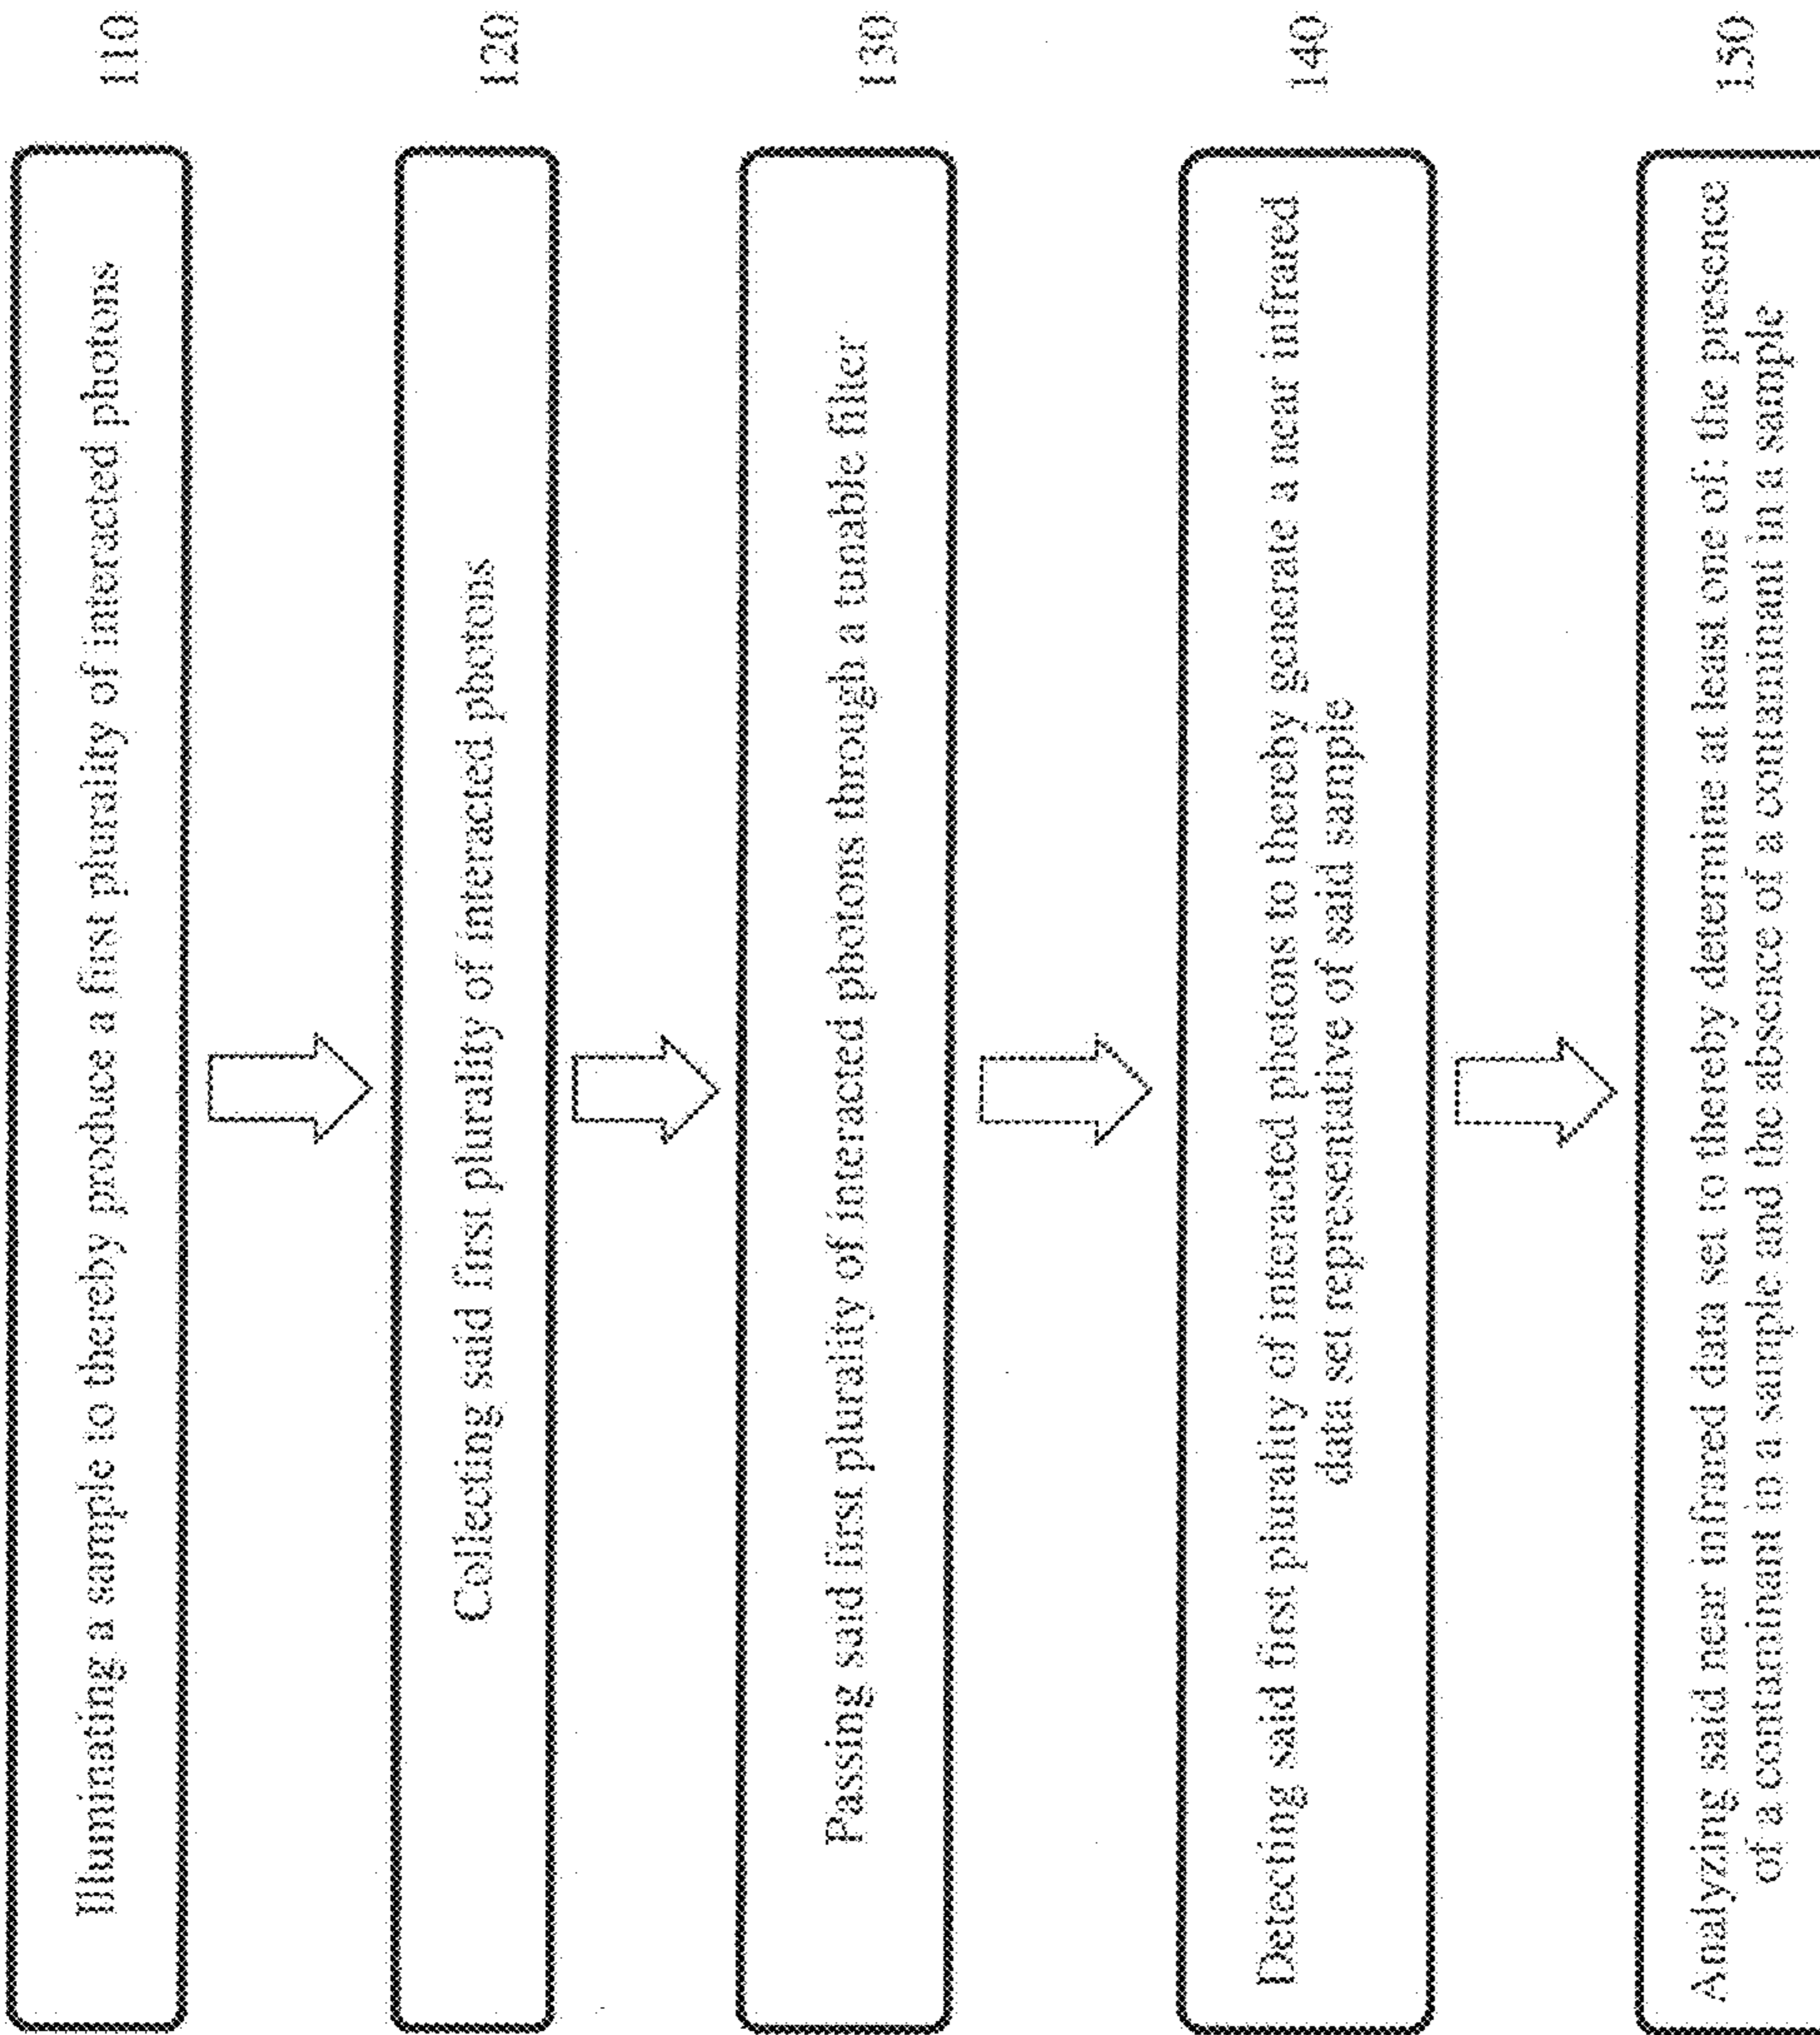 Illuminating a sample to thereby produce a first plurality of interacted photons
110
Collecting said first plurality of interacted photons
120
Passing said first plurality of interacted photons through a tunable filter
130
Detecting said first plurality of interacted photons to thereby generate a near infrared
data set representative of said sample
140
Analyzing said near infrared data set to thereby determine at least one of: the presence
of a contaminant in a sample and the absence of a contaminant in a sample
150